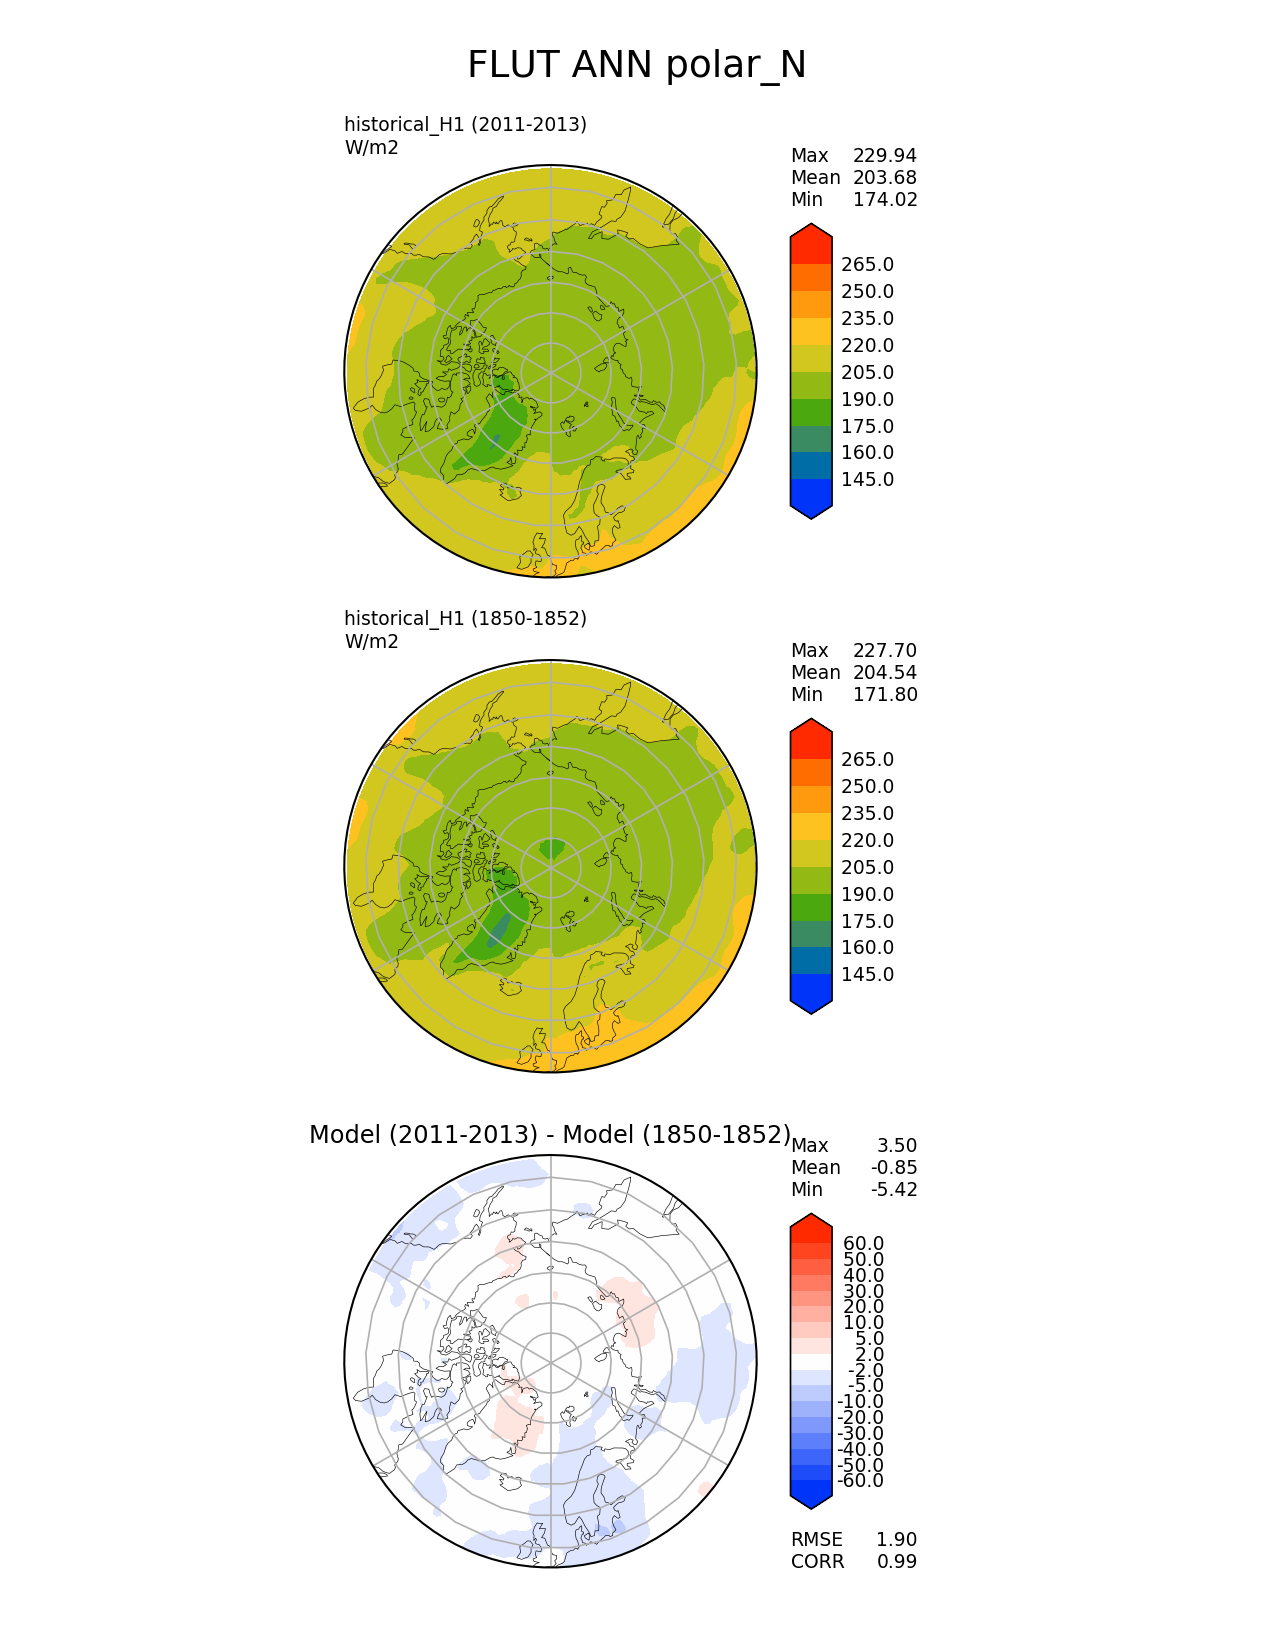 FLUT ANN polar_N
historical_H1 (2011-2013)
W/m2
Max 229.94
Mean 203.68
Min 174.02
265.0
250.0
235.0
220.0
205.0
190.0
175.0
160.0
145.0
historical_H1 (1850-1852)
W/m2
Max 227.70
Mean 204.54
Min 171.80
265.0
250.0
235.0
220.0
205.0
190.0
175.0
160.0
145.0
Model (2011-2013) - Model (1850-1852)
Max 3.50
Mean -0.85
Min -5.42
60.0
50.0
40.0
30.0
20.0
10.0
5.0
2.0
-2.0
-5.0
-10.0
-20.0
-30.0
-40.0
-50.0
-60.0
RMSE 1.90
CORR 0.99